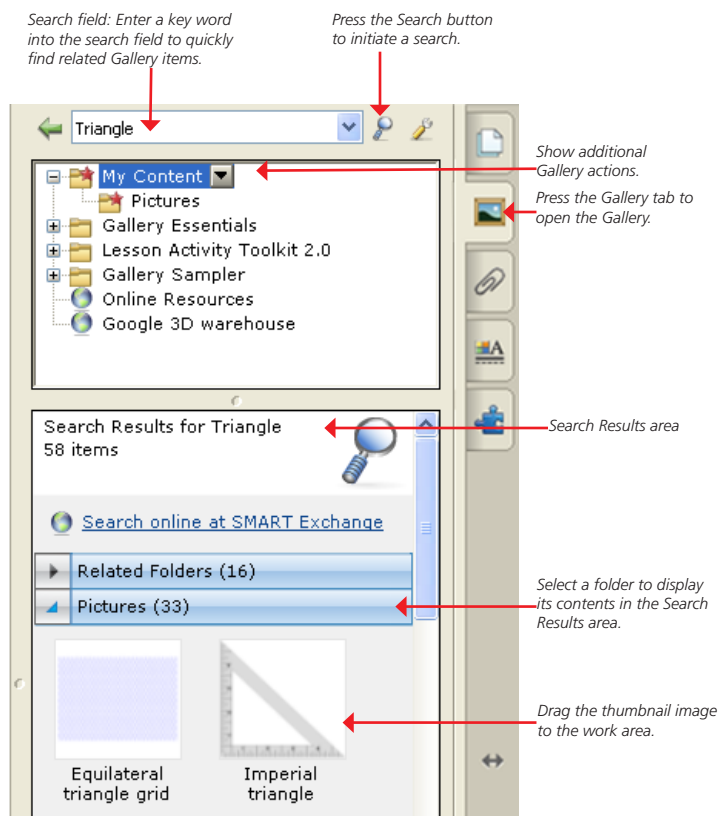 Search field: Enter a key word
into the search field to quickly
find related Gallery items.
Press the Search button
to initiate a search.
Triangle
Show additional
Gallery actions.
My Content
Pictures
Press the Gallery tab to
open the Gallery.
Gallery Essentials
Lesson Activity Toolkit 2.0
Gallery Sampler
Online Resources
Google 3D warehouse
A
Search Results for Triangle
58 items
Search Results area
Search online at SMART Exchange
Related Folders (16)
Pictures (33)
Select a folder to display
its contents in the Search
Results area.
Drag the thumbnail image
to the work area.
Equilateral
triangle grid
Imperial
triangle